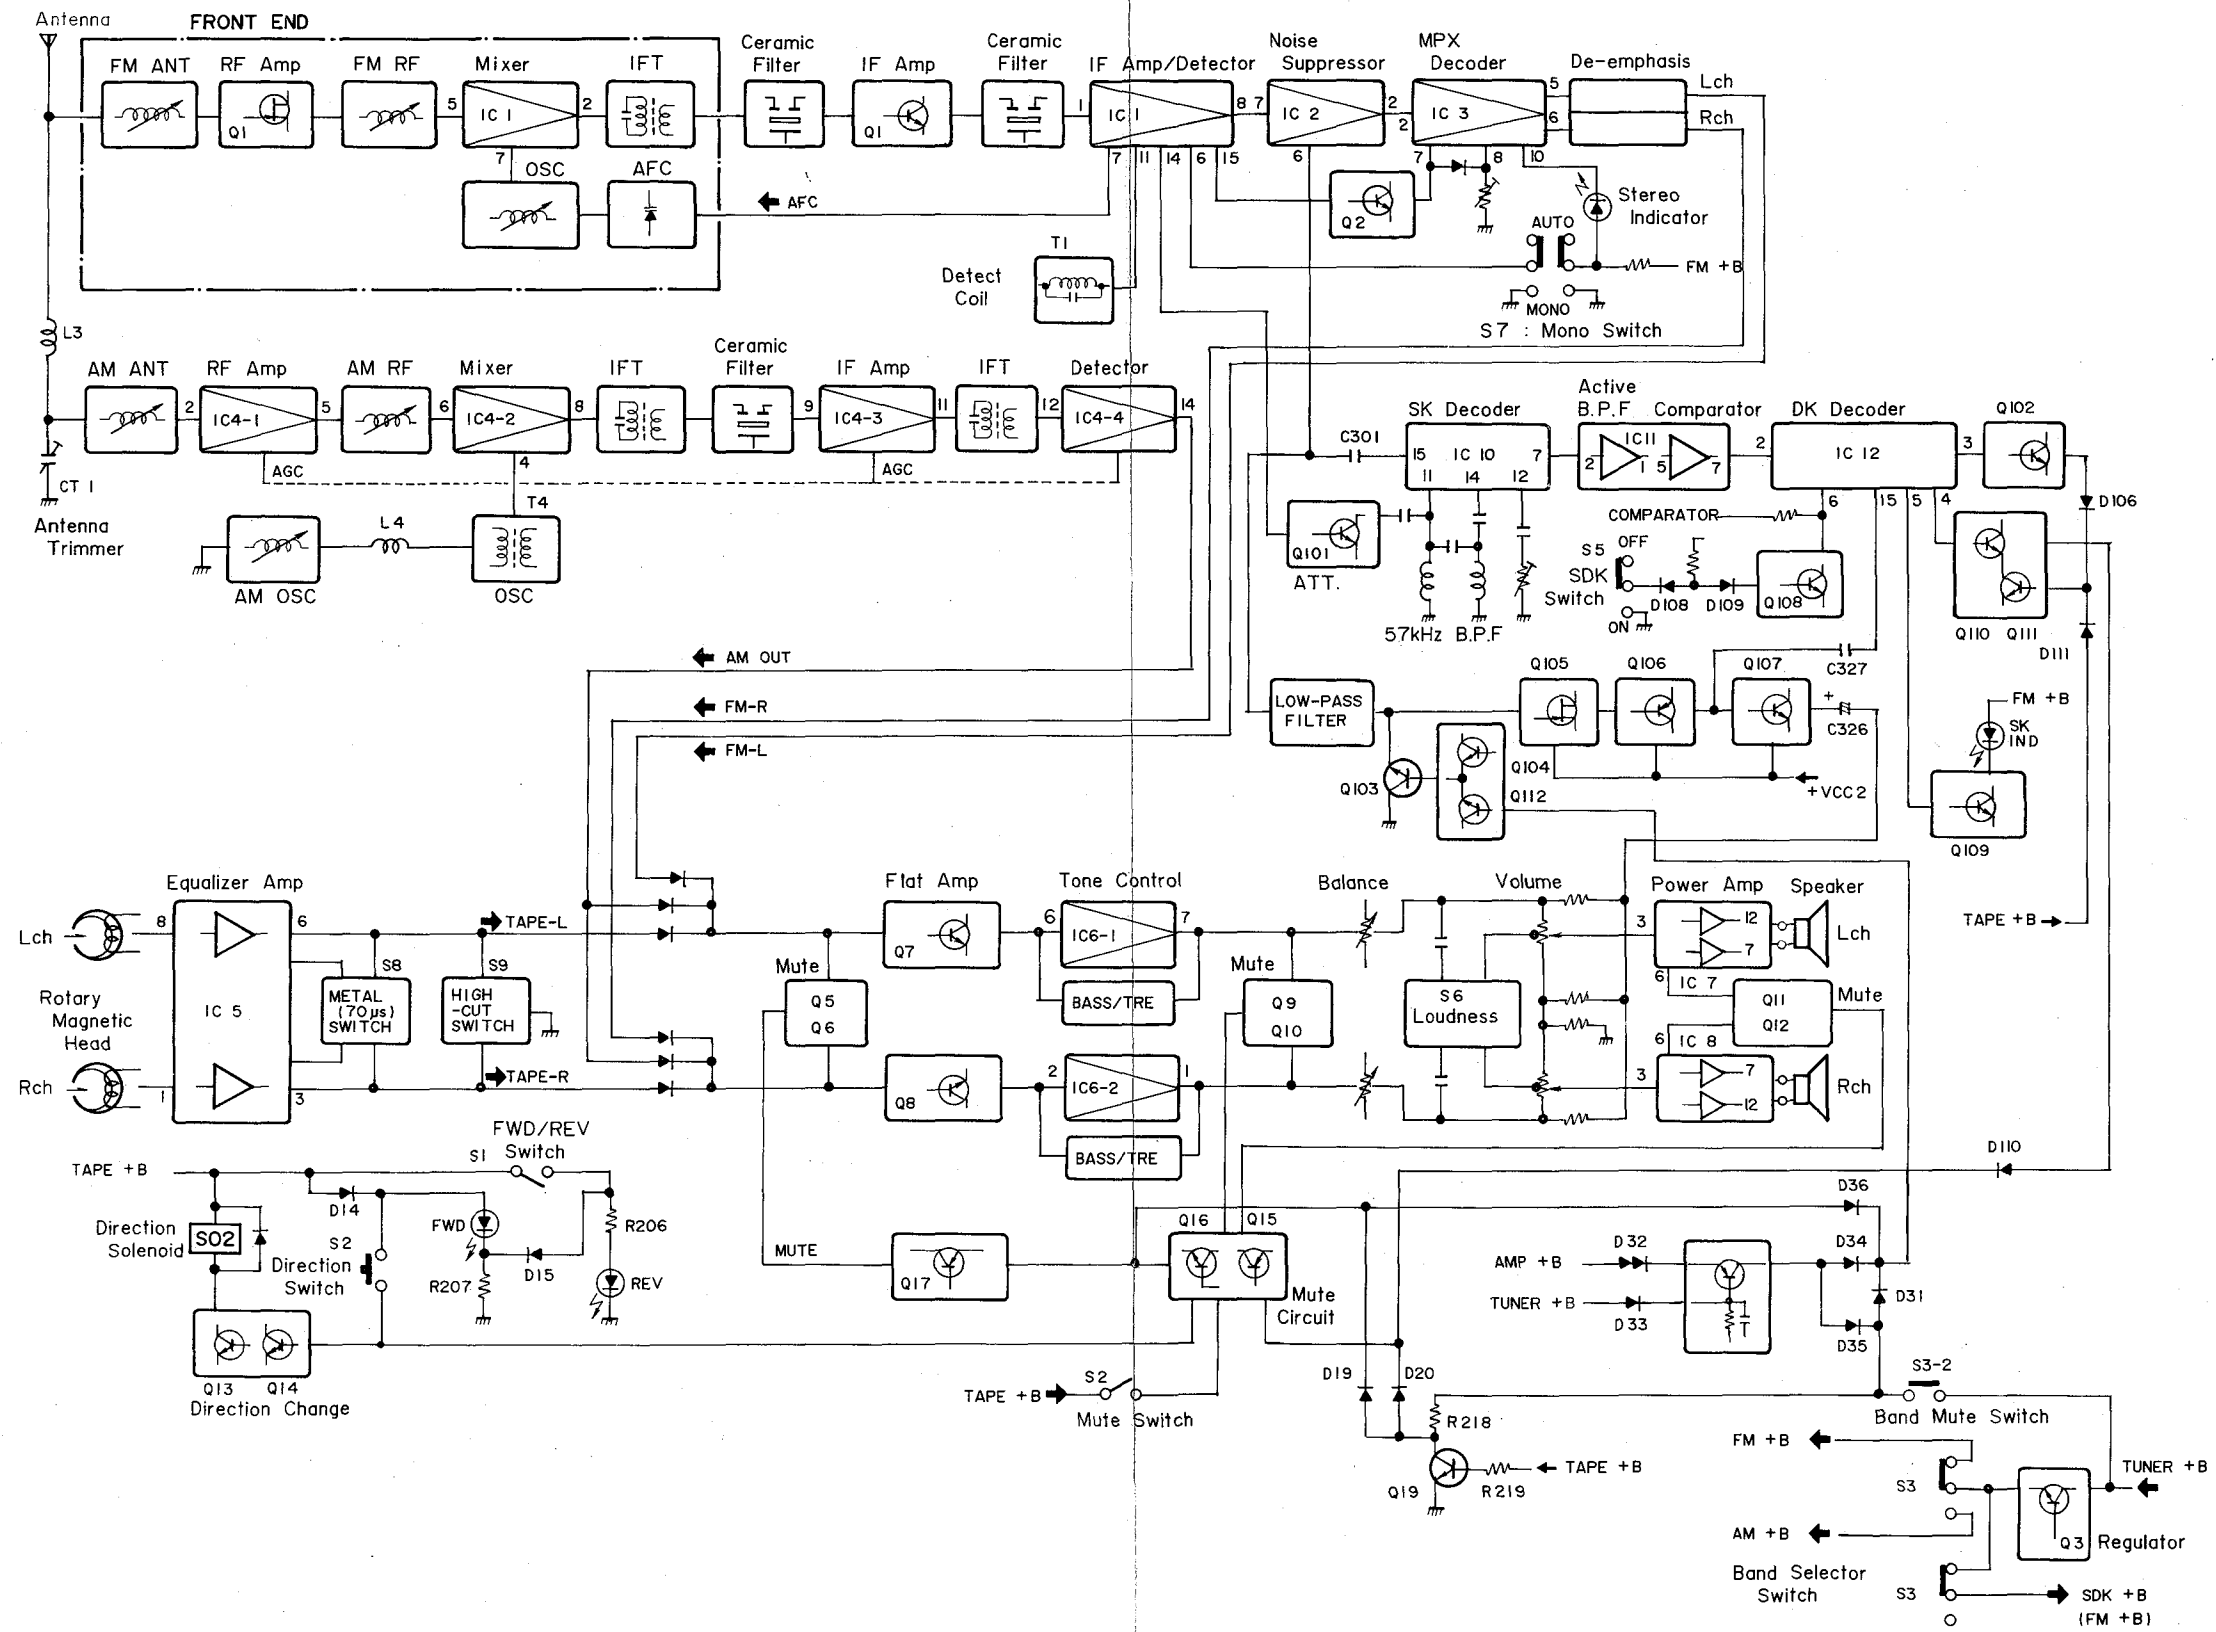 Antenna
FRONT END
FM ANT
RF Amp
FM RF
Mixer
IFT
Ceramic
Filter
IF Amp
Ceramic
Filter
IF Amp/Detector
Noise
Suppressor
MPX
Decoder
De-emphasis
Q1
5
IC 1
2
Q1
1
IC 1
8
7
IC 2
2
2
IC 3
5
6
Lch
Rch
7
OSC
AFC
AFC
7
11
14
6
15
6
7
8
10
Q2
Stereo
Indicator
AUTO
FM +B
MONO
S7 : Mono Switch
T1
Detect
Coil
L3
AM ANT
RF Amp
AM RF
Mixer
IFT
Ceramic
Filter
IF Amp
IFT
Detector
2
IC4-1
5
6
IC4-2
8
9
IC4-3
11
12
IC4-4
14
AGC
4
AGC
CT 1
Antenna
Trimmer
T4
L4
AM OSC
OSC
SK Decoder
Active
B.P.F
Comparator
DK Decoder
Q102
C301
15
IC 10
7
11
14
12
2
IC11
1
5
7
2
IC 12
3
6
15
5
4
D106
COMPARATOR
Q101
ATT.
57kHz B.P.F
S5
OFF
SDK
Switch
ON
D108
D109
Q108
Q110
Q111
D111
C327
AM OUT
FM-R
FM-L
LOW-PASS
FILTER
Q105
Q106
Q107
+
C326
FM +B
SK
IND
Q103
Q104
Q112
+VCC2
Q109
TAPE +B
Equalizer Amp
Flat Amp
Tone Control
Balance
Volume
Power Amp
Speaker
Lch
8
6
TAPE-L
Q7
6
IC6-1
7
3
12
7
Lch
Rotary
Magnetic
Head
IC 5
S8
METAL
(70μs)
SWITCH
S9
HIGH
-CUT
SWITCH
Mute
Q5
Q6
BASS/TRE
Mute
Q9
Q10
S6
Loudness
6
IC 7
Q11
Q12
Mute
6
IC 8
Rch
1
3
TAPE-R
Q8
2
IC6-2
1
3
7
12
Rch
BASS/TRE
FWD/REV
Switch
S1
TAPE +B
D14
Direction
Solenoid
SO2
S2
Direction
Switch
FWD
R207
D15
R206
REV
Q13
Q14
Direction Change
MUTE
Q17
Q16
Q15
Mute
Circuit
TAPE +B
S2
Mute Switch
D110
D36
AMP +B
D32
D34
TUNER +B
D33
D31
D35
D19
D20
R218
Q19
R219
TAPE +B
S3-2
Band Mute Switch
FM +B
S3
AM +B
TUNER +B
Q3
Regulator
Band Selector
Switch
S3
SDK +B
(FM +B)